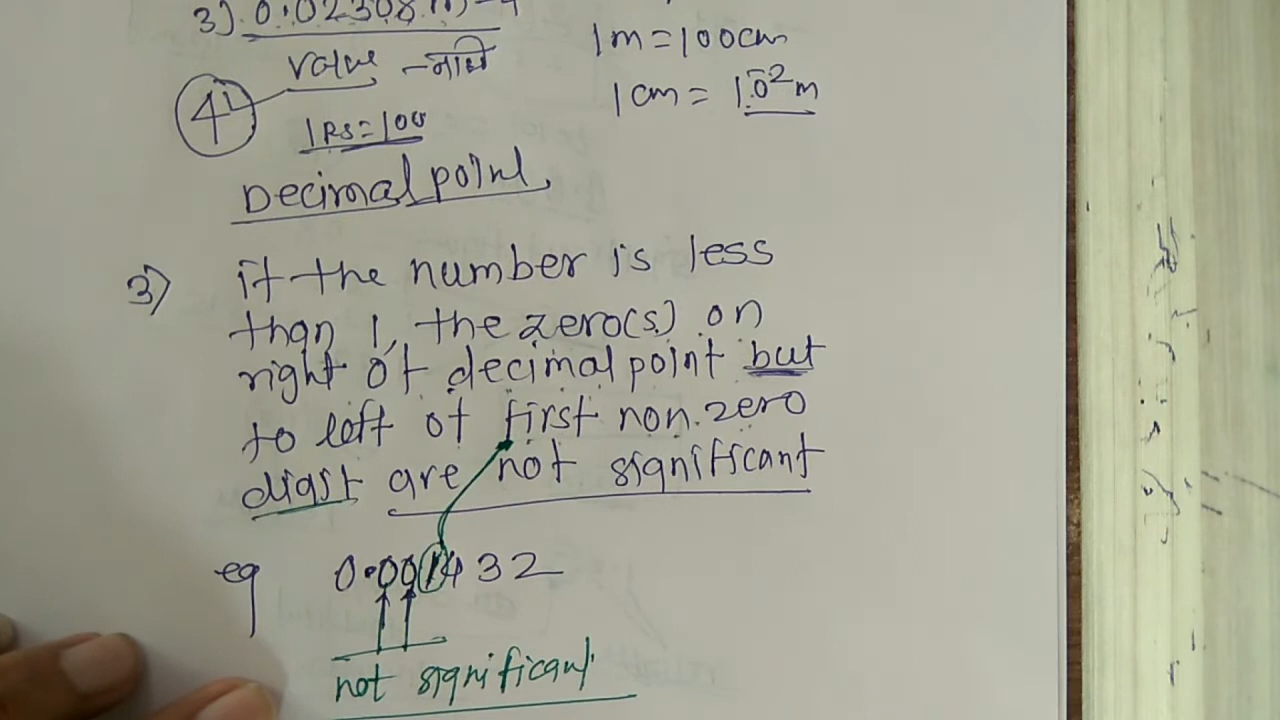 3) 0.02308
1m = 100cm
value - नाही
1cm = 10̄²m
4
1Rs = 100
Decimal point,
3) if the number is less
than 1, the zero(s) on
right of decimal point but
to left of first non.zero
digit are not significant
eg 0.001432
not significant